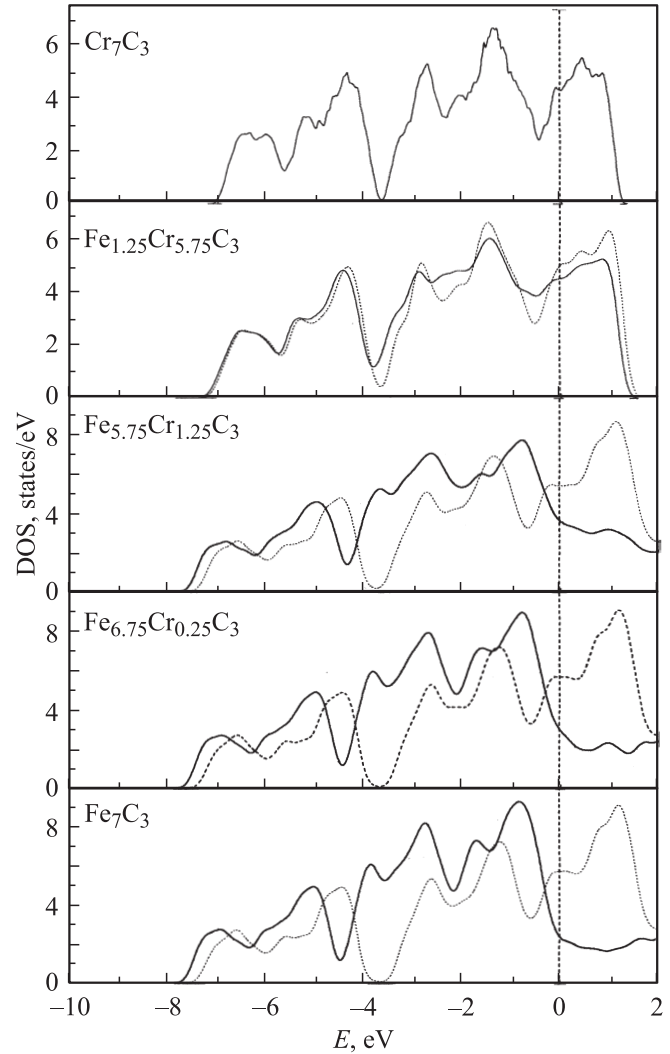 Cr₇C₃
6
4
2
0
Fe₁.₂₅Cr₅.₇₅C₃
6
4
2
0
Fe₅.₇₅Cr₁.₂₅C₃
8
4
0
Fe₆.₇₅Cr₀.₂₅C₃
8
4
0
Fe₇C₃
8
4
0
DOS, states/eV
–10 –8 –6 –4 –2 0 2
E, eV